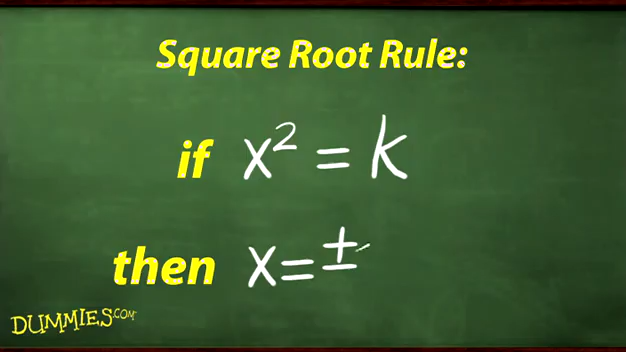 Square Root Rule:
if x² = k
then x = ±
DUMMIES.COM